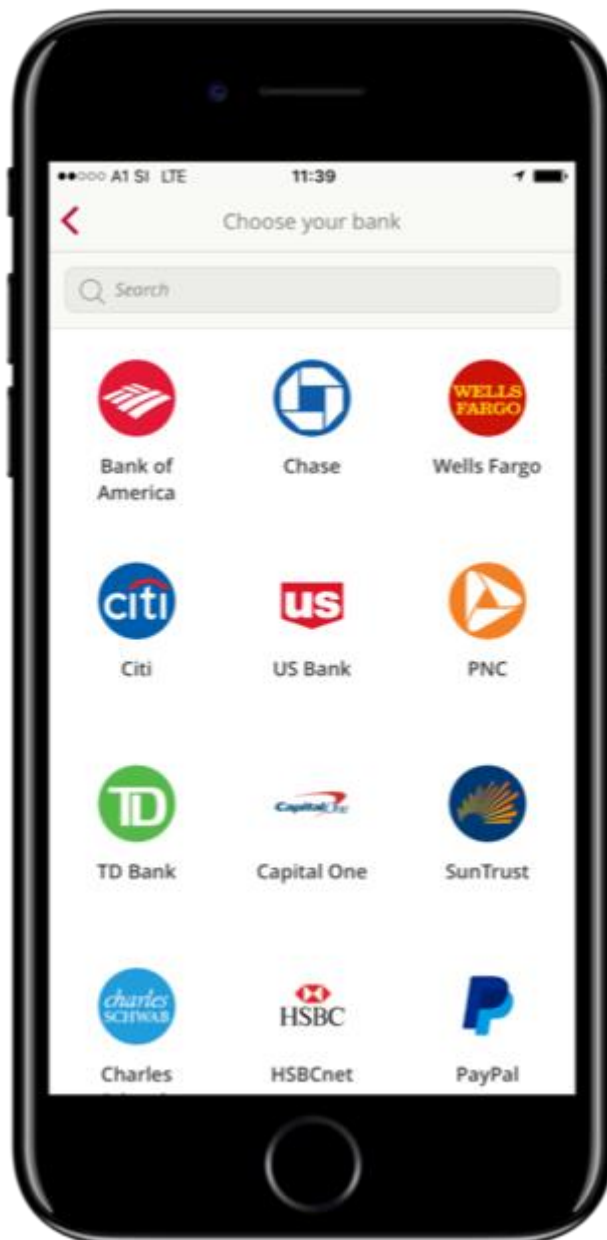 A1 SI LTE 11:39
Choose your bank
Search
WELLS
FARGO
Bank of
America
Chase
Wells Fargo
citi
us
Citi
US Bank
PNC
TD
Capital One
TD Bank
Capital One
SunTrust
charles
SCHWAB
HSBC
Charles
HSBCnet
PayPal